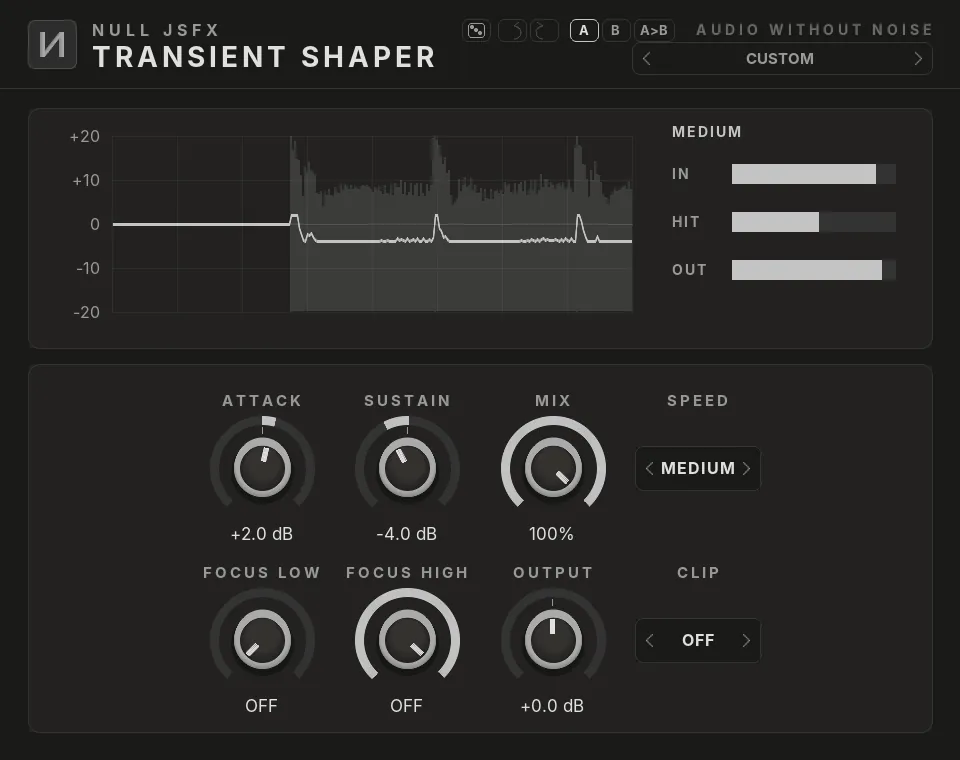 NULL JSFX
TRANSIENT SHAPER
A B A>B AUDIO WITHOUT NOISE
CUSTOM
+20
+10
0
-10
-20
MEDIUM
IN
HIT
OUT
ATTACK SUSTAIN MIX SPEED
MEDIUM
+2.0 dB -4.0 dB 100%
FOCUS LOW FOCUS HIGH OUTPUT CLIP
OFF
OFF OFF +0.0 dB